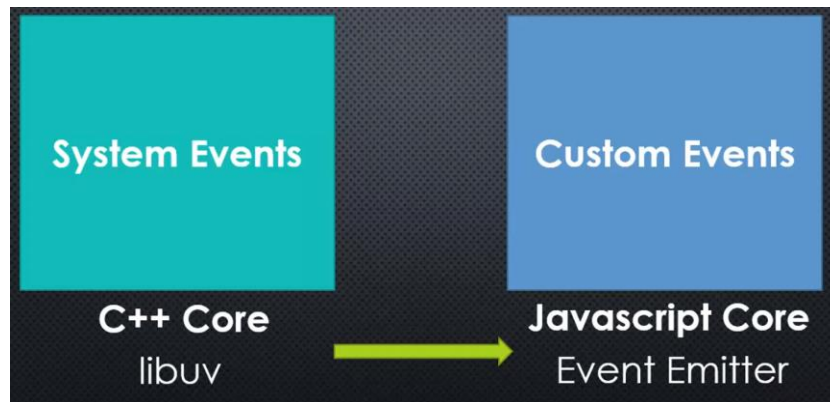 System Events
C++ Core
libuv
Custom Events
Javascript Core
Event Emitter